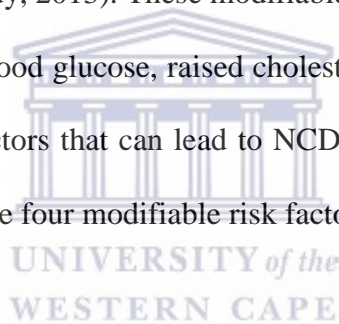 dy, 2013). These modifiable
ood glucose, raised cholest
ctors that can lead to NCD
e four modifiable risk facto
UNIVERSITY of the
WESTERN CAPE